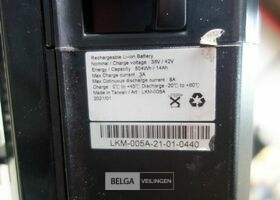 Rechargeable Li-ion Battery
Nominal / Charge voltage : 36V / 42V
Energy / Capacity : 504Wh / 14Ah
Max Charge current : 3A
Max Continuous discharge current : 8A
Charge : 0°C to +45°C Discharge : -20°C to +60°C
Made in Taiwan / Art : LKM-005A
2021/01
LKM-005A-21-01-0440
BELGA VEILINGEN